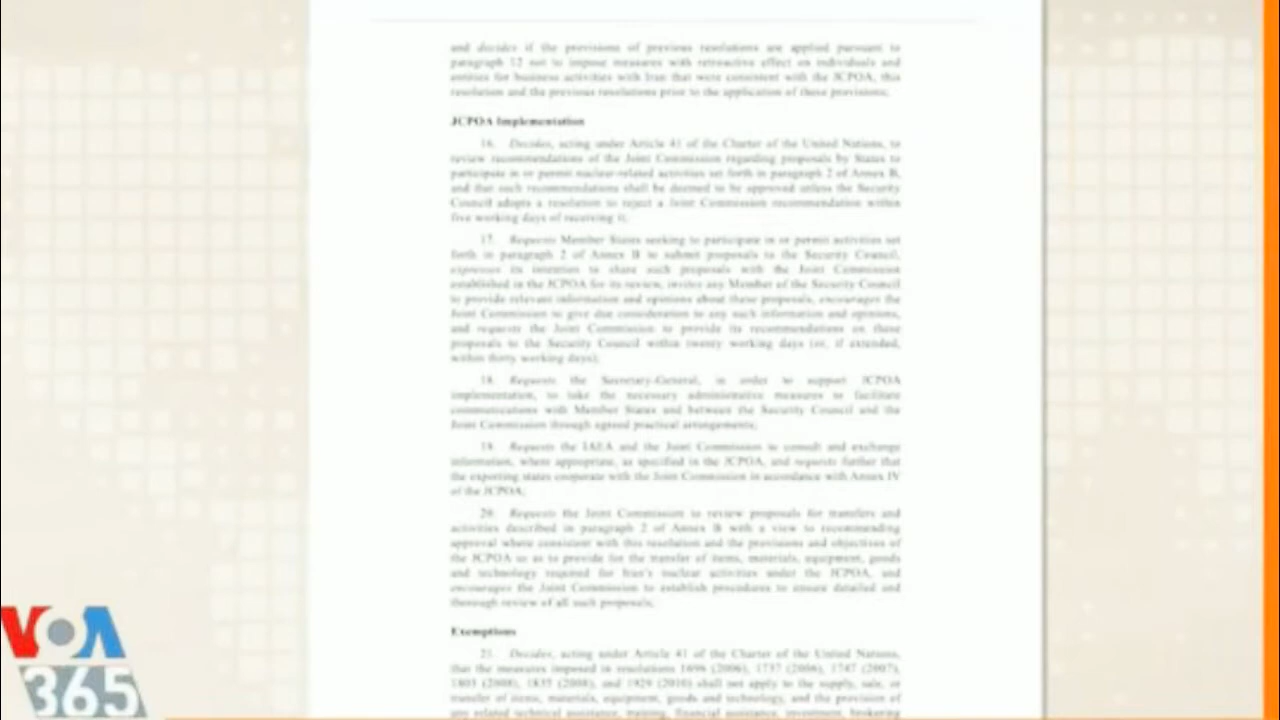 and decides if the provisions of previous resolutions are applied pursuant to
paragraph 12 not to impose measures with retroactive effect on individuals and
entities for business activities with Iran that were consistent with the JCPOA, this
resolution and the previous resolutions prior to the application of these provisions;
JCPOA Implementation
16. Decides, acting under Article 41 of the Charter of the United Nations, to
review recommendations of the Joint Commission regarding proposals by States to
participate in or permit nuclear-related activities set forth in paragraph 2 of Annex B,
and that such recommendations shall be deemed to be approved unless the Security
Council adopts a resolution to reject a Joint Commission recommendation within
five working days of receiving it;
17. Requests Member States seeking to participate in or permit activities set
forth in paragraph 2 of Annex B to submit proposals to the Security Council,
expresses its intention to share such proposals with the Joint Commission
established in the JCPOA for its review, invites any Member of the Security Council
to provide relevant information and opinions about these proposals, encourages the
Joint Commission to give due consideration to any such information and opinions,
and requests the Joint Commission to provide its recommendations on these
proposals to the Security Council within twenty working days (or, if extended,
within thirty working days);
18. Requests the Secretary-General, in order to support JCPOA
implementation, to take the necessary administrative measures to facilitate
communications with Member States and between the Security Council and the
Joint Commission through agreed practical arrangements;
19. Requests the IAEA and the Joint Commission to consult and exchange
information, where appropriate, as specified in the JCPOA, and requests further that
the exporting states cooperate with the Joint Commission in accordance with Annex IV
of the JCPOA;
20. Requests the Joint Commission to review proposals for transfers and
activities described in paragraph 2 of Annex B with a view to recommending
approval where consistent with this resolution and the provisions and objectives of
the JCPOA so as to provide for the transfer of items, materials, equipment, goods
and technology required for Iran's nuclear activities under the JCPOA, and
encourages the Joint Commission to establish procedures to ensure detailed and
thorough review of all such proposals;
Exemptions
21. Decides, acting under Article 41 of the Charter of the United Nations,
that the measures imposed in resolutions 1696 (2006), 1737 (2006), 1747 (2007),
1803 (2008), 1835 (2008), and 1929 (2010) shall not apply to the supply, sale, or
transfer of items, materials, equipment, goods and technology, and the provision of
any related technical assistance, training, financial assistance, investment, brokering
VOA
365